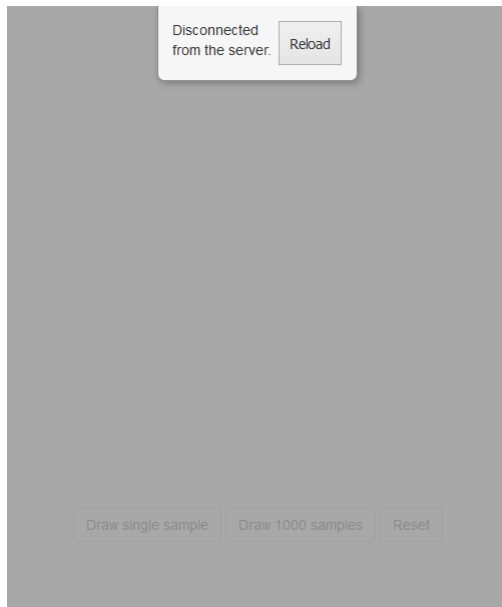 Disconnected
from the server.
Reload
Draw single sample
Draw 1000 samples
Reset